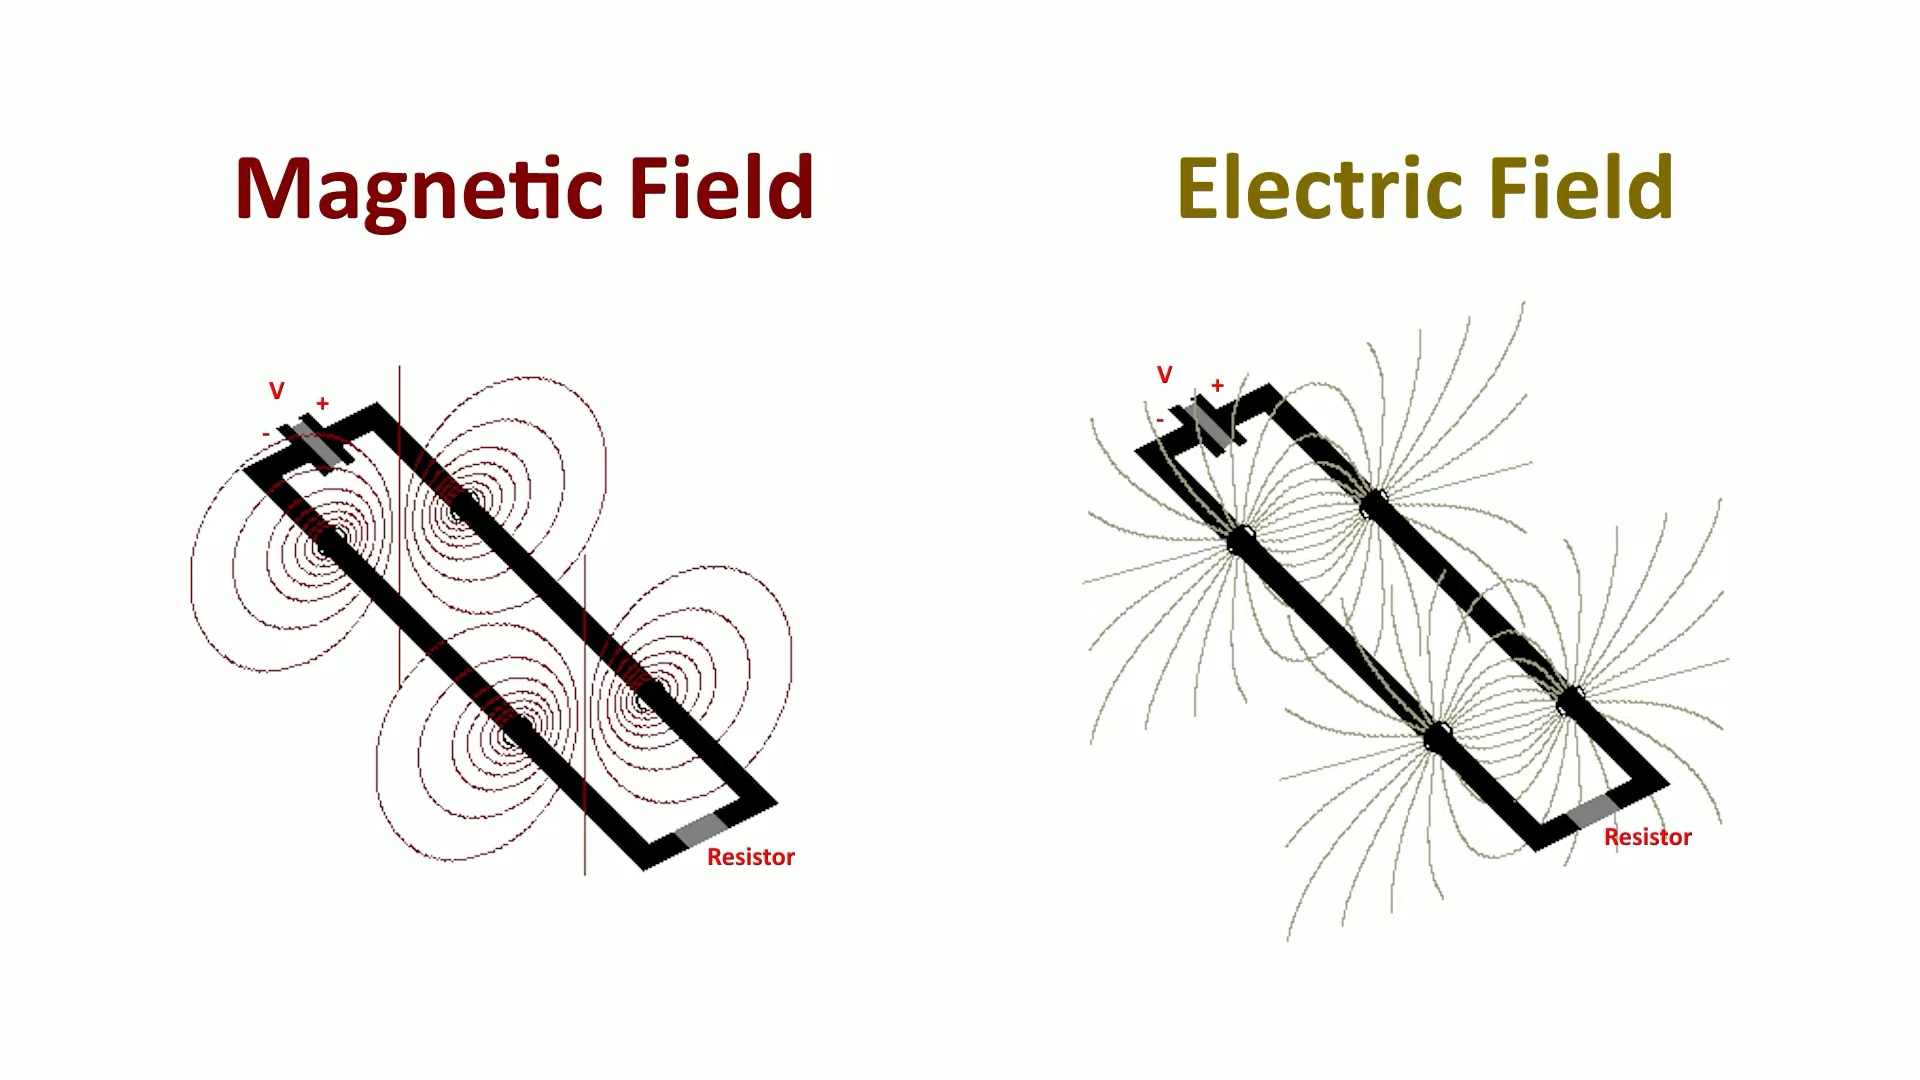 Magnetic Field
Electric Field
V
+
-
Resistor
V
+
-
Resistor